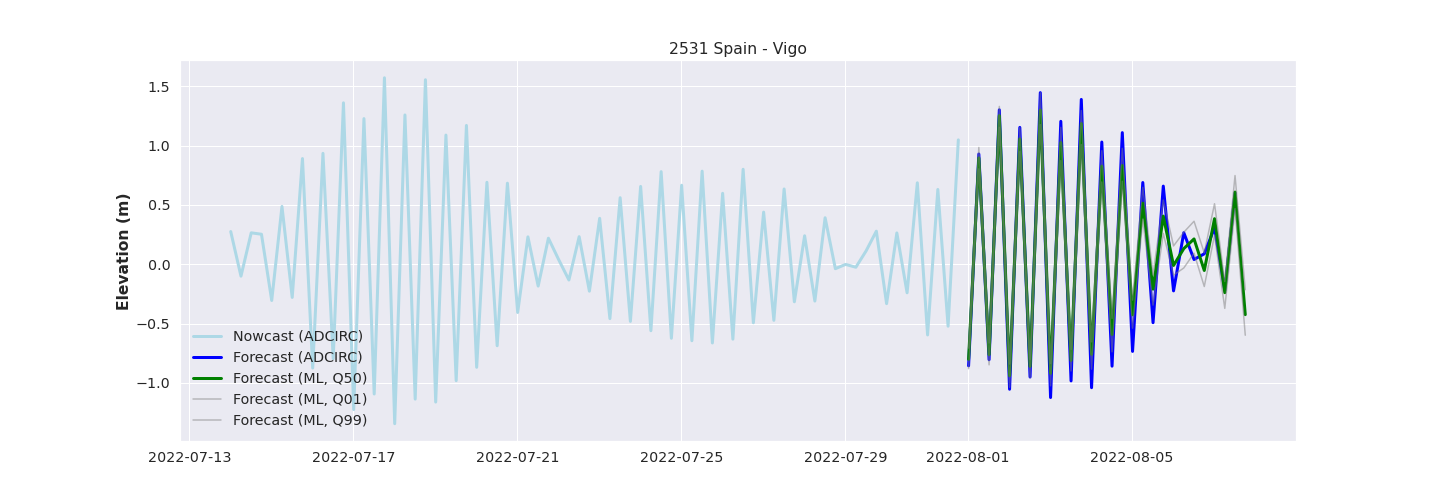 2531 Spain - Vigo
Elevation (m)
1.5
1.0
0.5
0.0
−0.5
−1.0
Nowcast (ADCIRC)
Forecast (ADCIRC)
Forecast (ML, Q50)
Forecast (ML, Q01)
Forecast (ML, Q99)
2022-07-13 2022-07-17 2022-07-21 2022-07-25 2022-07-29 2022-08-01 2022-08-05